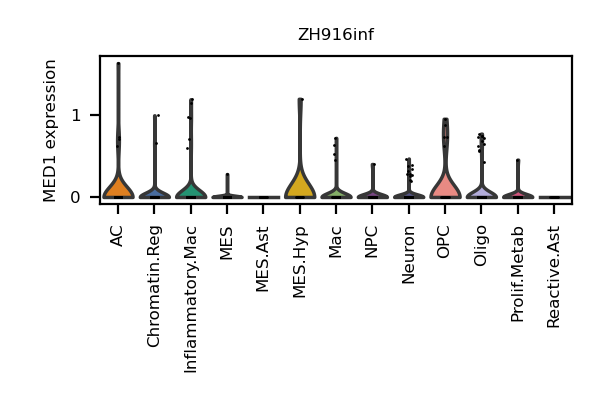 ZH916inf
MED1 expression
1
0
AC
Chromatin.Reg
Inflammatory.Mac
MES
MES.Ast
MES.Hyp
Mac
NPC
Neuron
OPC
Oligo
Prolif.Metab
Reactive.Ast